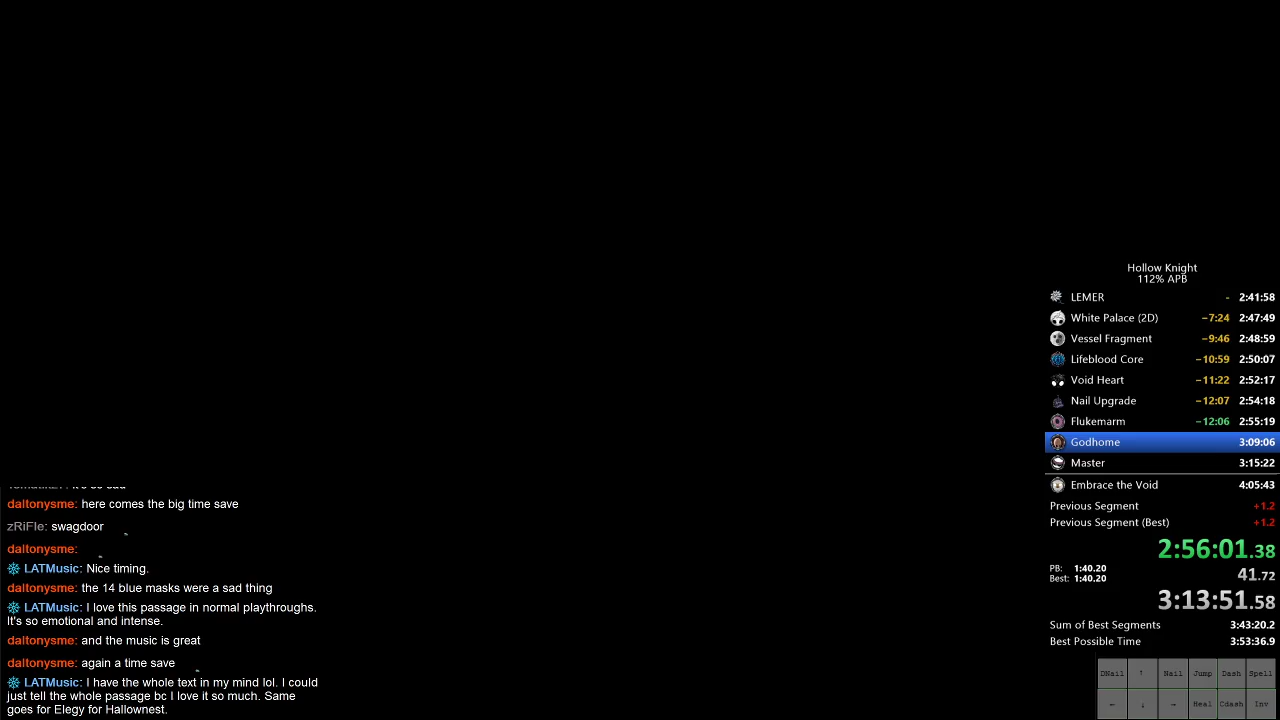 Hollow Knight
112% APB
LEMER - 2:41:58
White Palace (2D) −7:24 2:47:49
Vessel Fragment −9:46 2:48:59
Lifeblood Core −10:59 2:50:07
Void Heart −11:22 2:52:17
Nail Upgrade −12:07 2:54:18
Flukemarm −12:06 2:55:19
Godhome 3:09:06
Master 3:15:22
Embrace the Void 4:05:43
Previous Segment +1.2
Previous Segment (Best) +1.2
2:56:01.38
PB: 1:40.20
Best: 1:40.20
41.72
3:13:51.58
Sum of Best Segments 3:43:20.2
Best Possible Time 3:53:36.9
DNail ↑ Nail Jump Dash Spell
← ↓ → Heal Cdash Inv
it's so sad
daltonysme: here comes the big time save
zRiFle: swagdoor
daltonysme:
LATMusic: Nice timing.
daltonysme: the 14 blue masks were a sad thing
LATMusic: I love this passage in normal playthroughs.
It's so emotional and intense.
daltonysme: and the music is great
daltonysme: again a time save
LATMusic: I have the whole text in my mind lol. I could
just tell the whole passage bc I love it so much. Same
goes for Elegy for Hallownest.